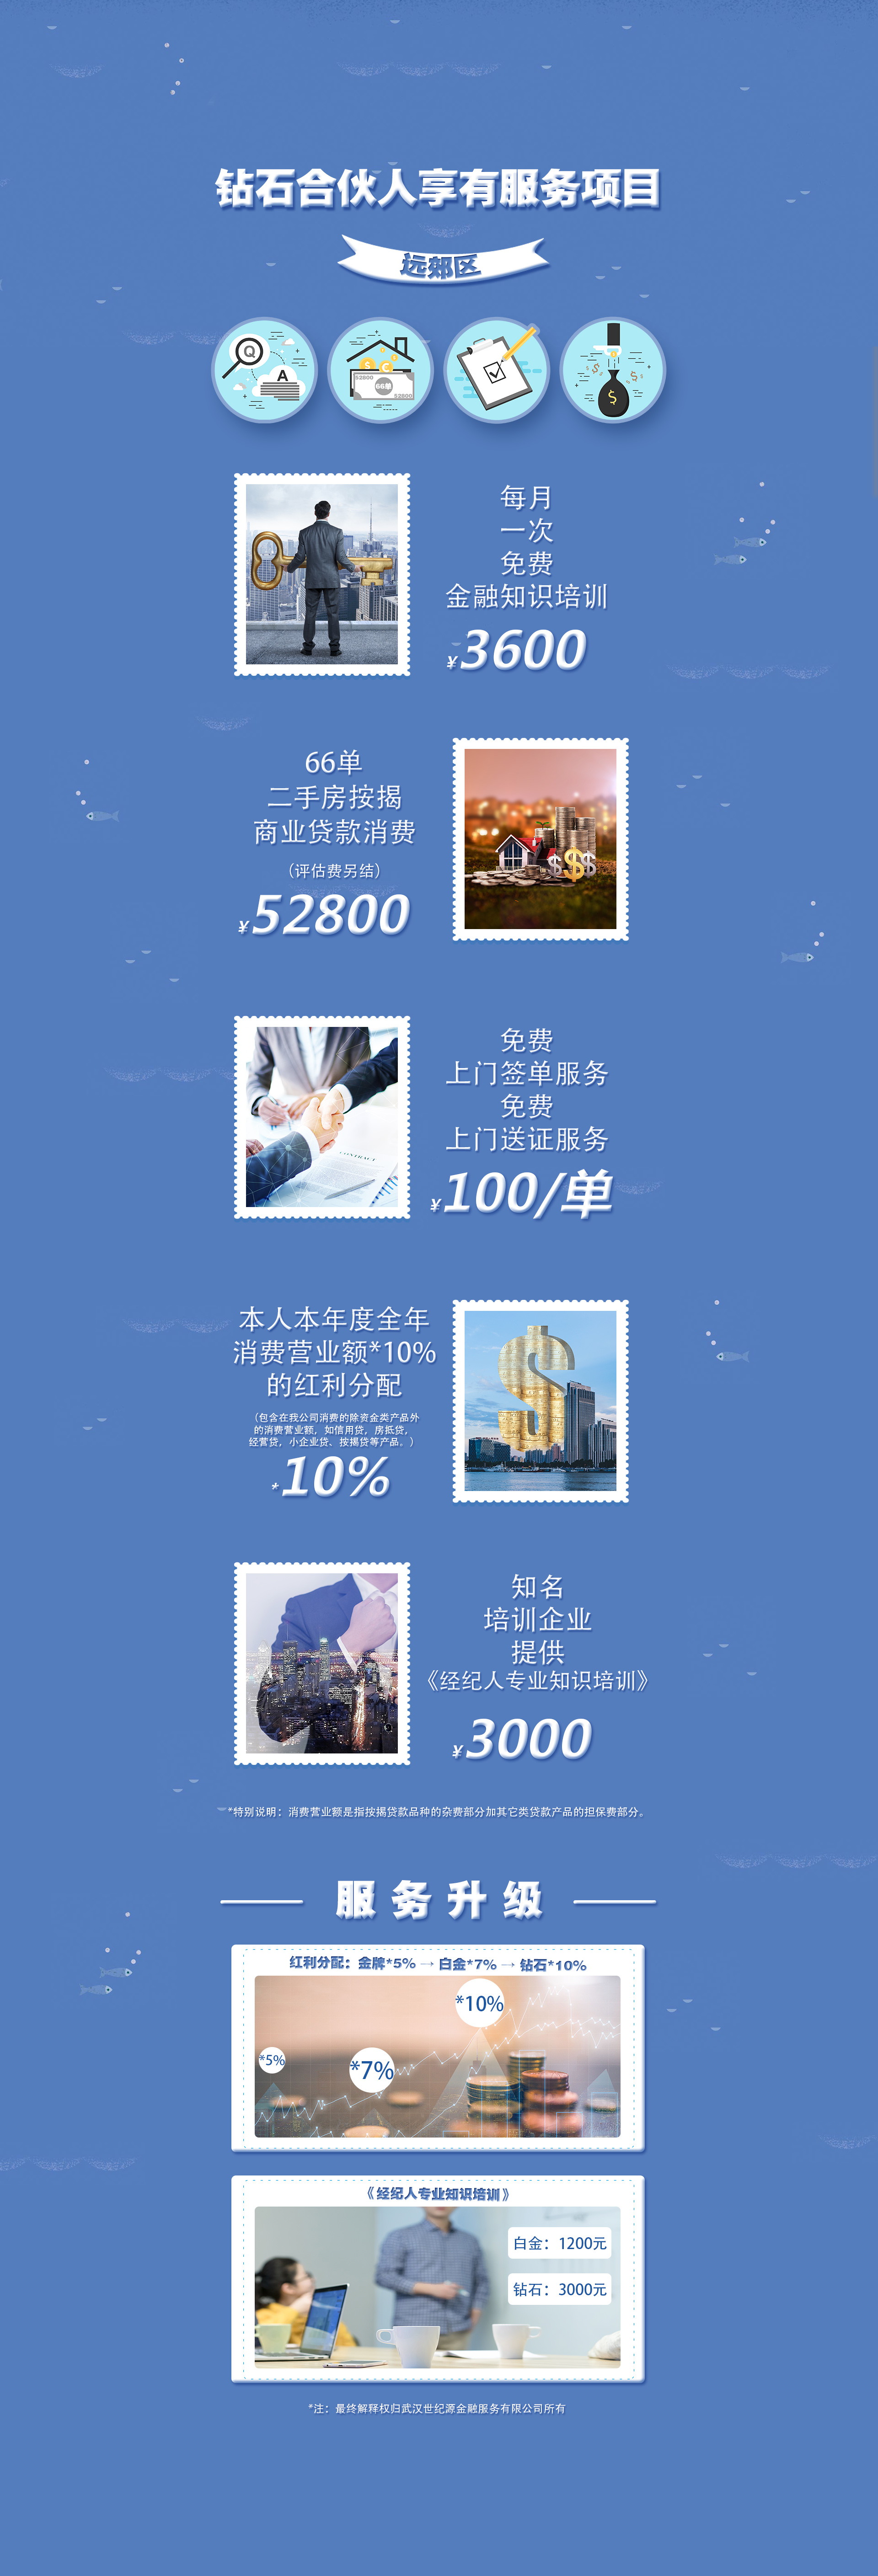 钻石合伙人享有服务项目
远郊区
Q
A
$
€
52800
66单
52800
$
$
$
每月
一次
免费
金融知识培训
¥3600
66单
二手房按揭
商业贷款消费
（评估费另结）
¥52800
$$$
免费
上门签单服务
免费
上门送证服务
¥100/单
CONTRACT
本人本年度全年
消费营业额*10%
的红利分配
（包含在我公司消费的除资金类产品外
的消费营业额，如信用贷，房抵贷，
经营贷，小企业贷、按揭贷等产品。）
*10%
知名
培训企业
提供
《经纪人专业知识培训》
¥3000
*特别说明：消费营业额是指按揭贷款品种的杂费部分加其它类贷款产品的担保费部分。
服务升级
红利分配：金牌*5%→白金*7%→钻石*10%
*10%
*5%
*7%
《经纪人专业知识培训》
白金：1200元
钻石：3000元
*注：最终解释权归武汉世纪源金融服务有限公司所有